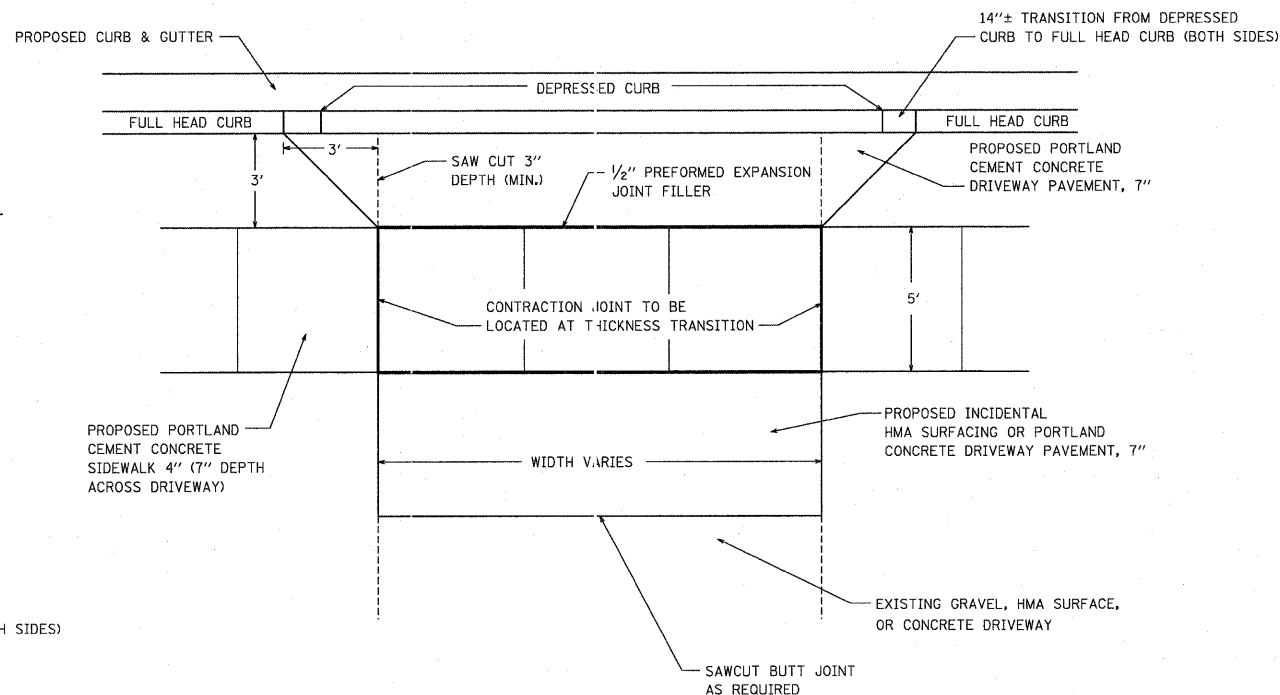 14"± TRANSITION FROM DEPRESSED
CURB TO FULL HEAD CURB (BOTH SIDES)
PROPOSED CURB & GUTTER
DEPRESSED CURB
FULL HEAD CURB
FULL HEAD CURB
3'
3'
SAW CUT 3"
DEPTH (MIN.)
1/2" PREFORMED EXPANSION
JOINT FILLER
PROPOSED PORTLAND
CEMENT CONCRETE
DRIVEWAY PAVEMENT, 7"
CONTRACTION JOINT TO BE
LOCATED AT THICKNESS TRANSITION
5'
PROPOSED PORTLAND
CEMENT CONCRETE
SIDEWALK 4" (7" DEPTH
ACROSS DRIVEWAY)
WIDTH VARIES
PROPOSED INCIDENTAL
HMA SURFACING OR PORTLAND
CONCRETE DRIVEWAY PAVEMENT, 7"
EXISTING GRAVEL, HMA SURFACE,
OR CONCRETE DRIVEWAY
H SIDES)
SAWCUT BUTT JOINT
AS REQUIRED